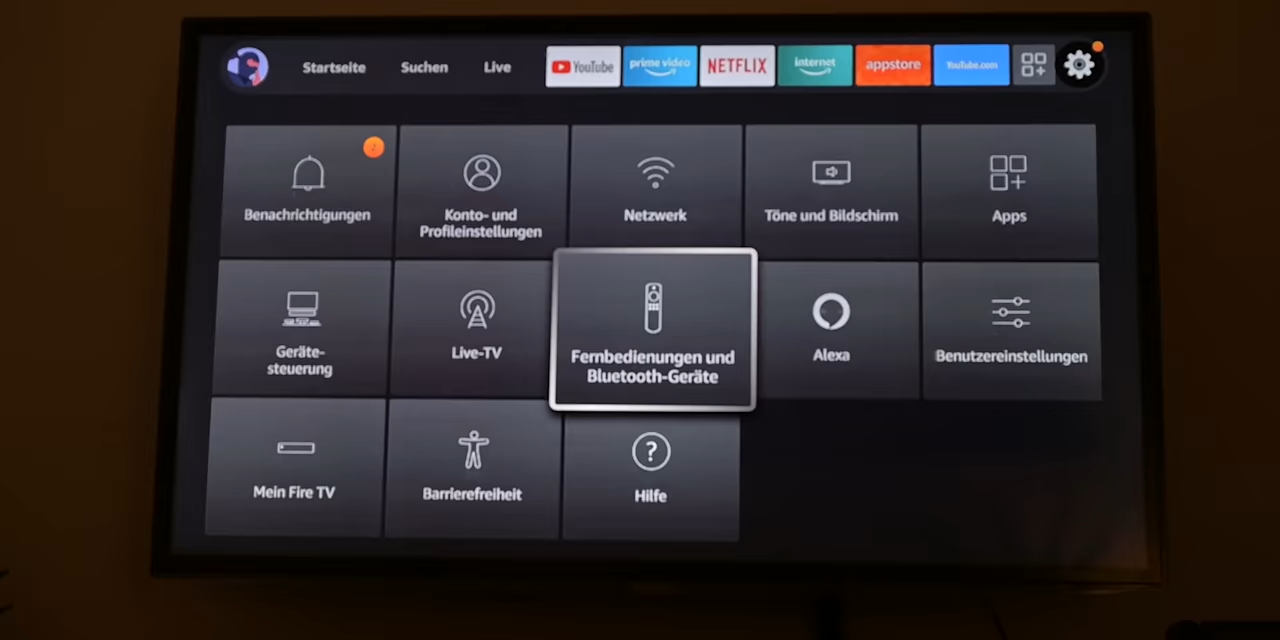 Startseite
Suchen
Live
YouTube
prime video
NETFLIX
internet
appstore
YouTube.com
Benachrichtigungen
Konto- und
Profileinstellungen
Netzwerk
Töne und Bildschirm
Apps
Geräte-
steuerung
Live-TV
Fernbedienungen und
Bluetooth-Geräte
Alexa
Benutzereinstellungen
Mein Fire TV
Barrierefreiheit
?
Hilfe